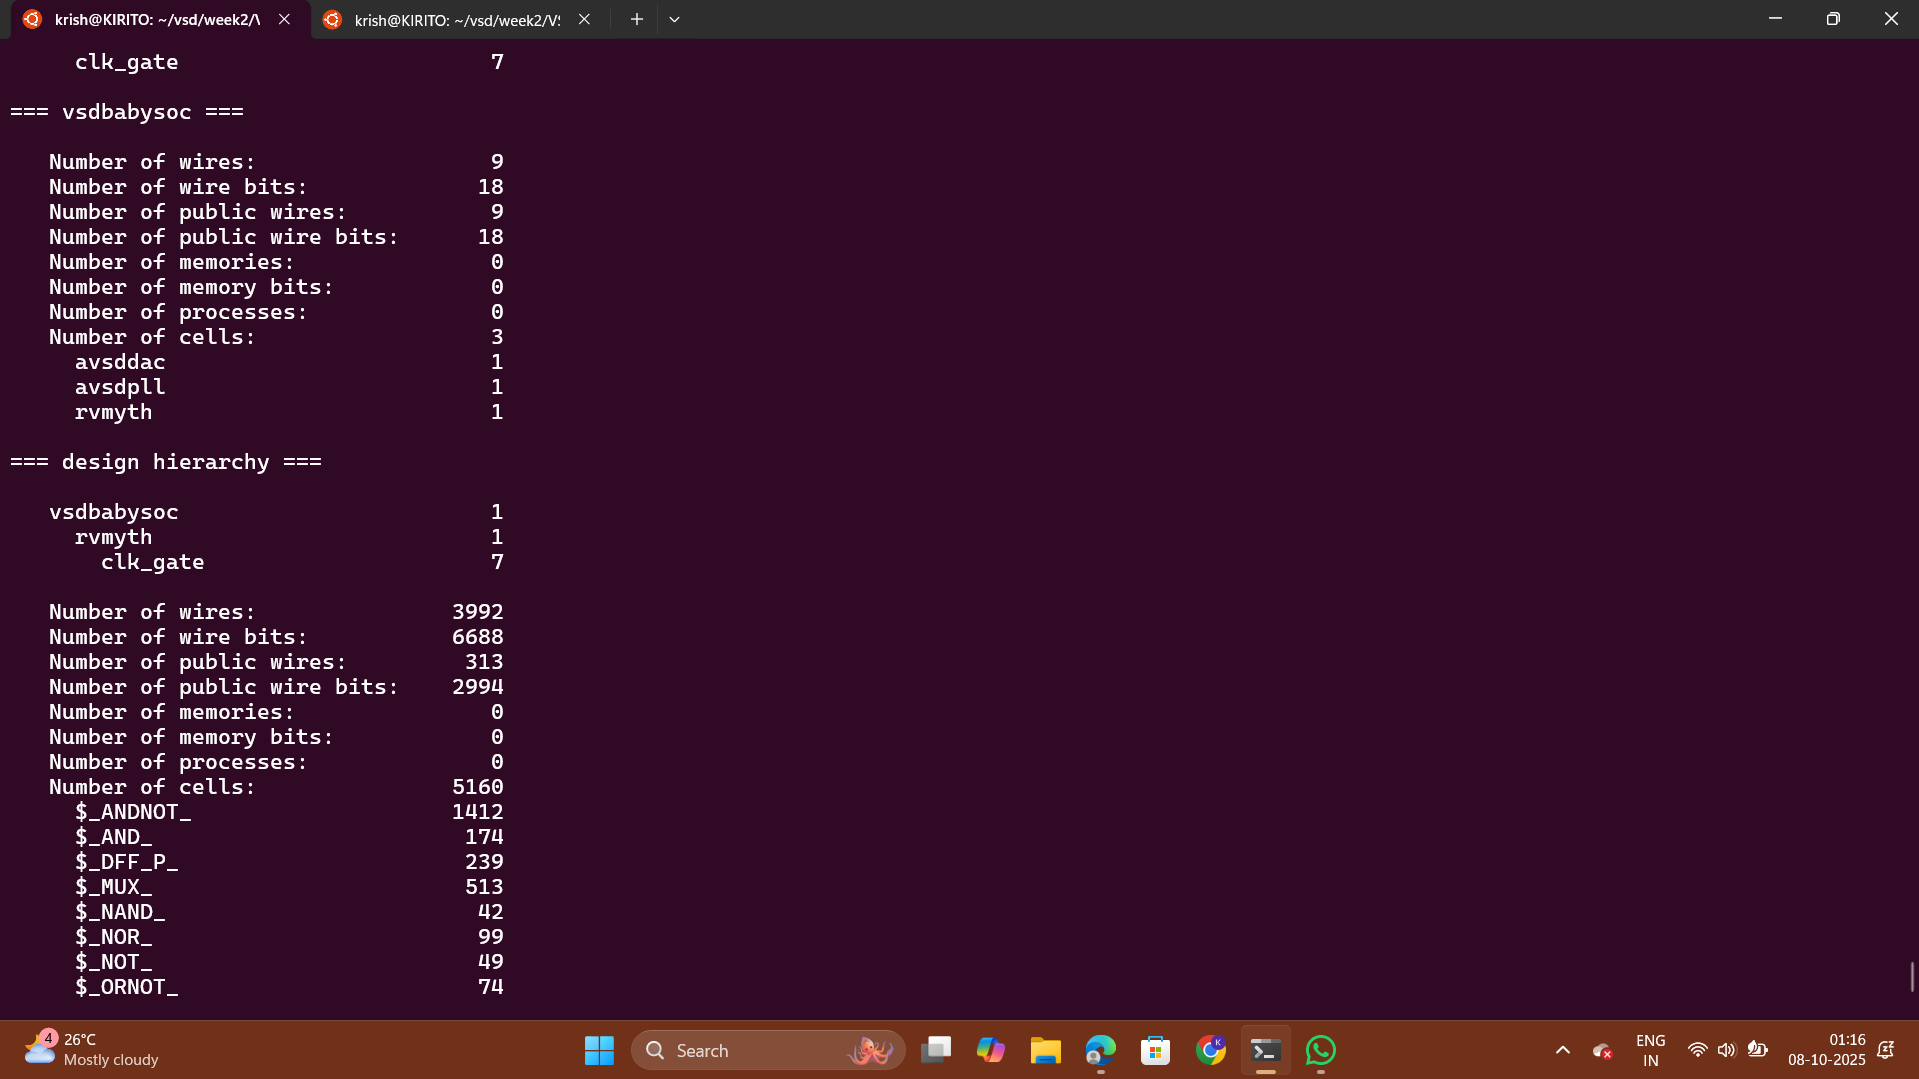 krish@KIRITO: ~/vsd/week2/V
krish@KIRITO: ~/vsd/week2/VS
clk_gate 7
=== vsdbabysoc ===
Number of wires: 9
Number of wire bits: 18
Number of public wires: 9
Number of public wire bits: 18
Number of memories: 0
Number of memory bits: 0
Number of processes: 0
Number of cells: 3
avsddac 1
avsdpll 1
rvmyth 1
=== design hierarchy ===
vsdbabysoc 1
rvmyth 1
clk_gate 7
Number of wires: 3992
Number of wire bits: 6688
Number of public wires: 313
Number of public wire bits: 2994
Number of memories: 0
Number of memory bits: 0
Number of processes: 0
Number of cells: 5160
$_ANDNOT_ 1412
$_AND_ 174
$_DFF_P_ 239
$_MUX_ 513
$_NAND_ 42
$_NOR_ 99
$_NOT_ 49
$_ORNOT_ 74
4
26°C
Mostly cloudy
Search
K
ENG
IN
01:16
08-10-2025